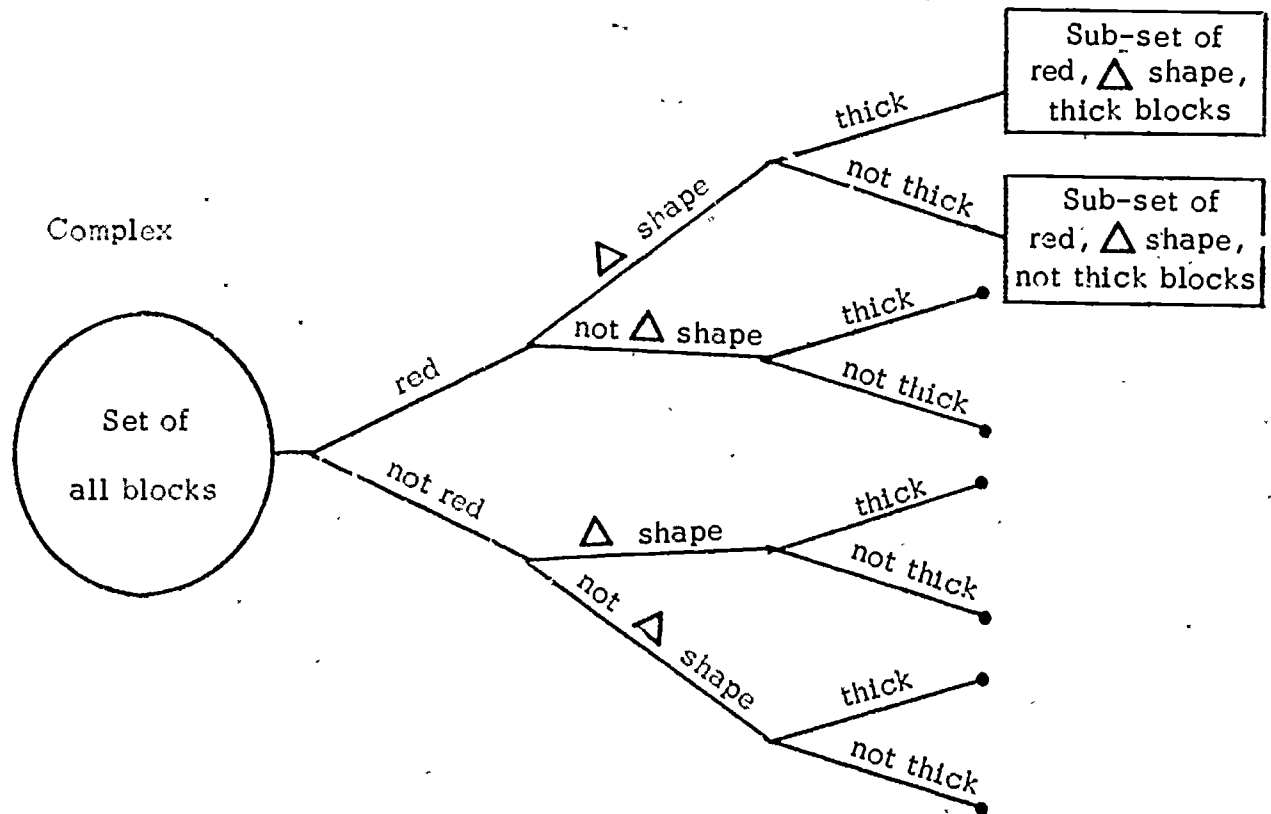 Sub-set of
red, △ shape,
thick blocks
thick
not thick
Sub-set of
red, △ shape,
not thick blocks
Complex
△ shape
not △ shape
thick
not thick
red
Set of
all blocks
not red
△ shape
thick
not thick
not △ shape
thick
not thick